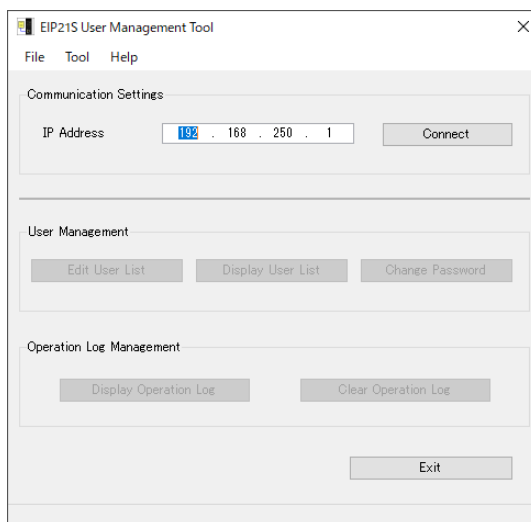 EIP21S User Management Tool
File Tool Help
Communication Settings
IP Address 192 . 168 . 250 . 1 Connect
User Management
Edit User List Display User List Change Password
Operation Log Management
Display Operation Log Clear Operation Log
Exit